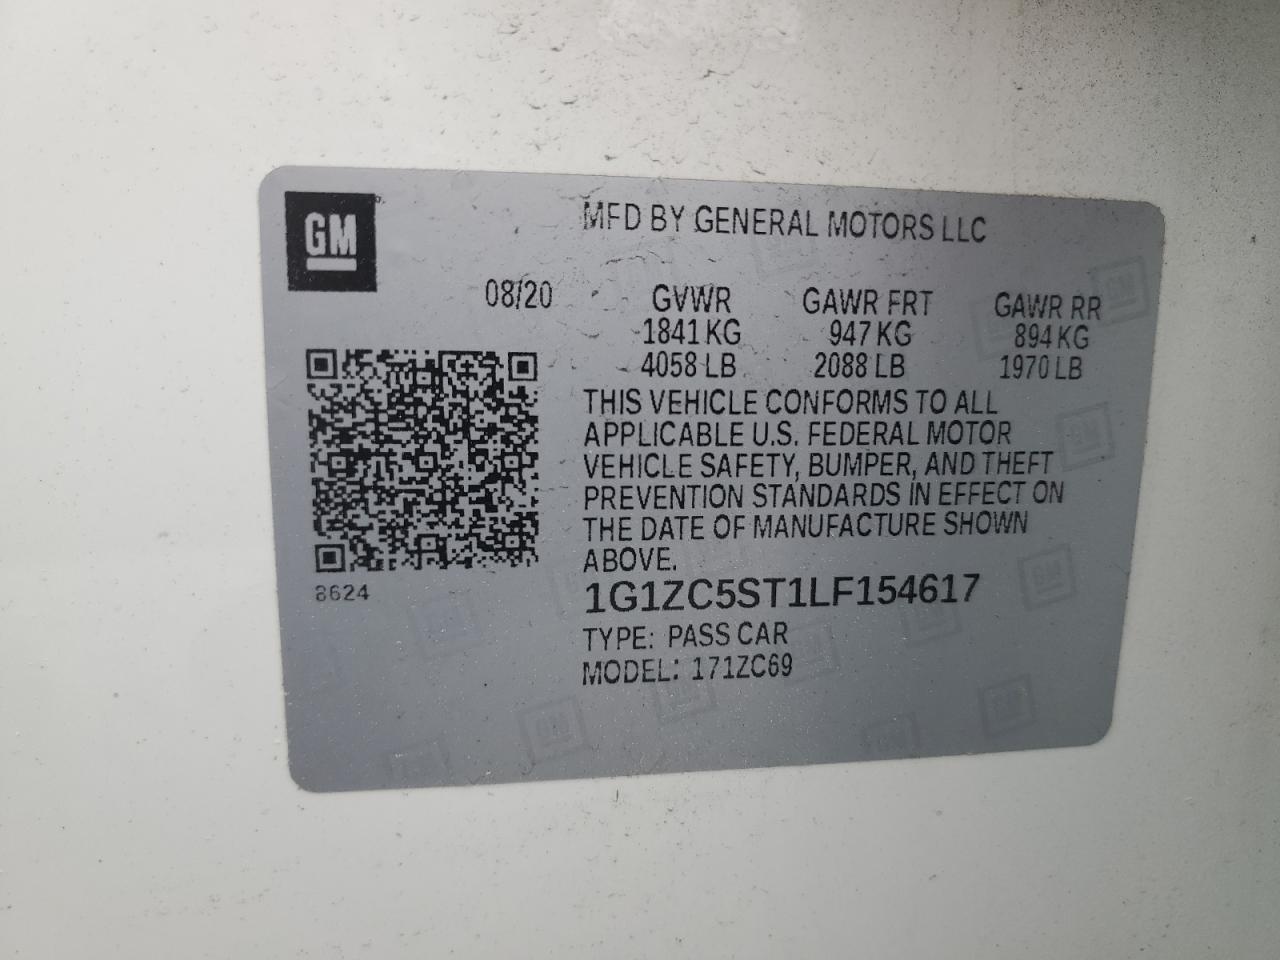 GM
MFD BY GENERAL MOTORS LLC
08/20 GVWR GAWR FRT GAWR RR
1841 KG 947 KG 894 KG
4058 LB 2088 LB 1970 LB
THIS VEHICLE CONFORMS TO ALL
APPLICABLE U.S. FEDERAL MOTOR
VEHICLE SAFETY, BUMPER, AND THEFT
PREVENTION STANDARDS IN EFFECT ON
THE DATE OF MANUFACTURE SHOWN
ABOVE.
8624
1G1ZC5ST1LF154617
TYPE: PASS CAR
MODEL: 171ZC69